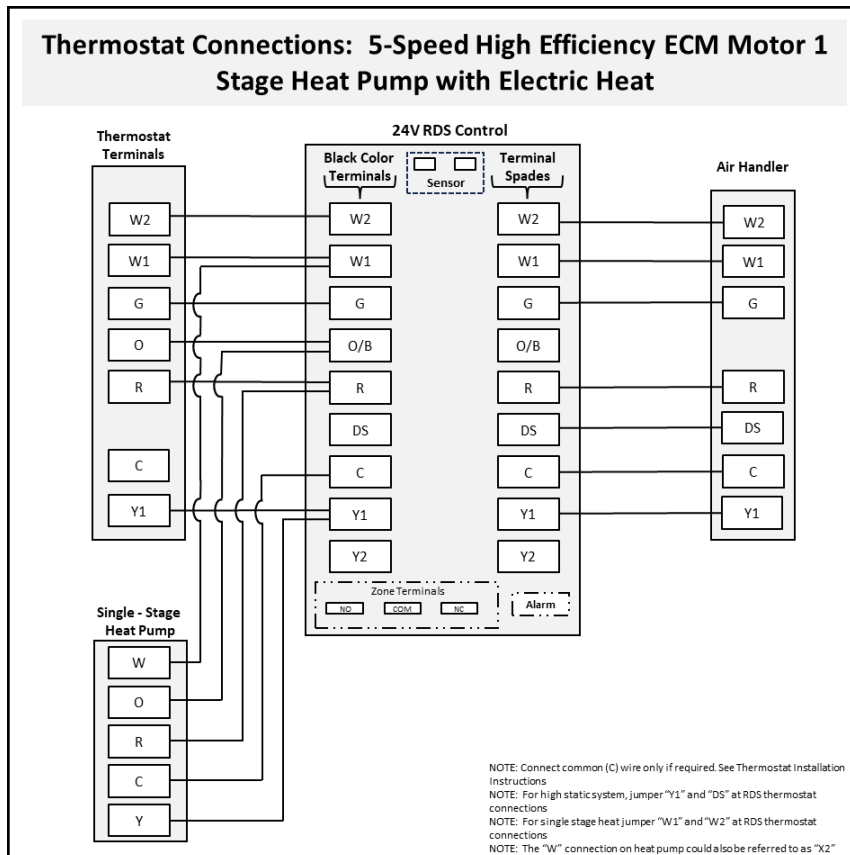 Thermostat Connections: 5-Speed High Efficiency ECM Motor 1
Stage Heat Pump with Electric Heat
24V RDS Control
Thermostat
Terminals
Black Color
Terminals
Sensor
Terminal
Spades
Air Handler
W2
W1
G
O
R
C
Y1
W2
W1
G
O/B
R
DS
C
Y1
Y2
W2
W1
G
O/B
R
DS
C
Y1
Y2
W2
W1
G
R
DS
C
Y1
Zone Terminals
NO
COM
NC
Alarm
Single - Stage
Heat Pump
W
O
R
C
Y
NOTE: Connect common (C) wire only if required. See Thermostat Installation
Instructions
NOTE: For high static system, jumper "Y1" and "DS" at RDS thermostat
connections
NOTE: For single stage heat jumper "W1" and "W2" at RDS thermostat
connections
NOTE: The "W" connection on heat pump could also be referred to as "X2"